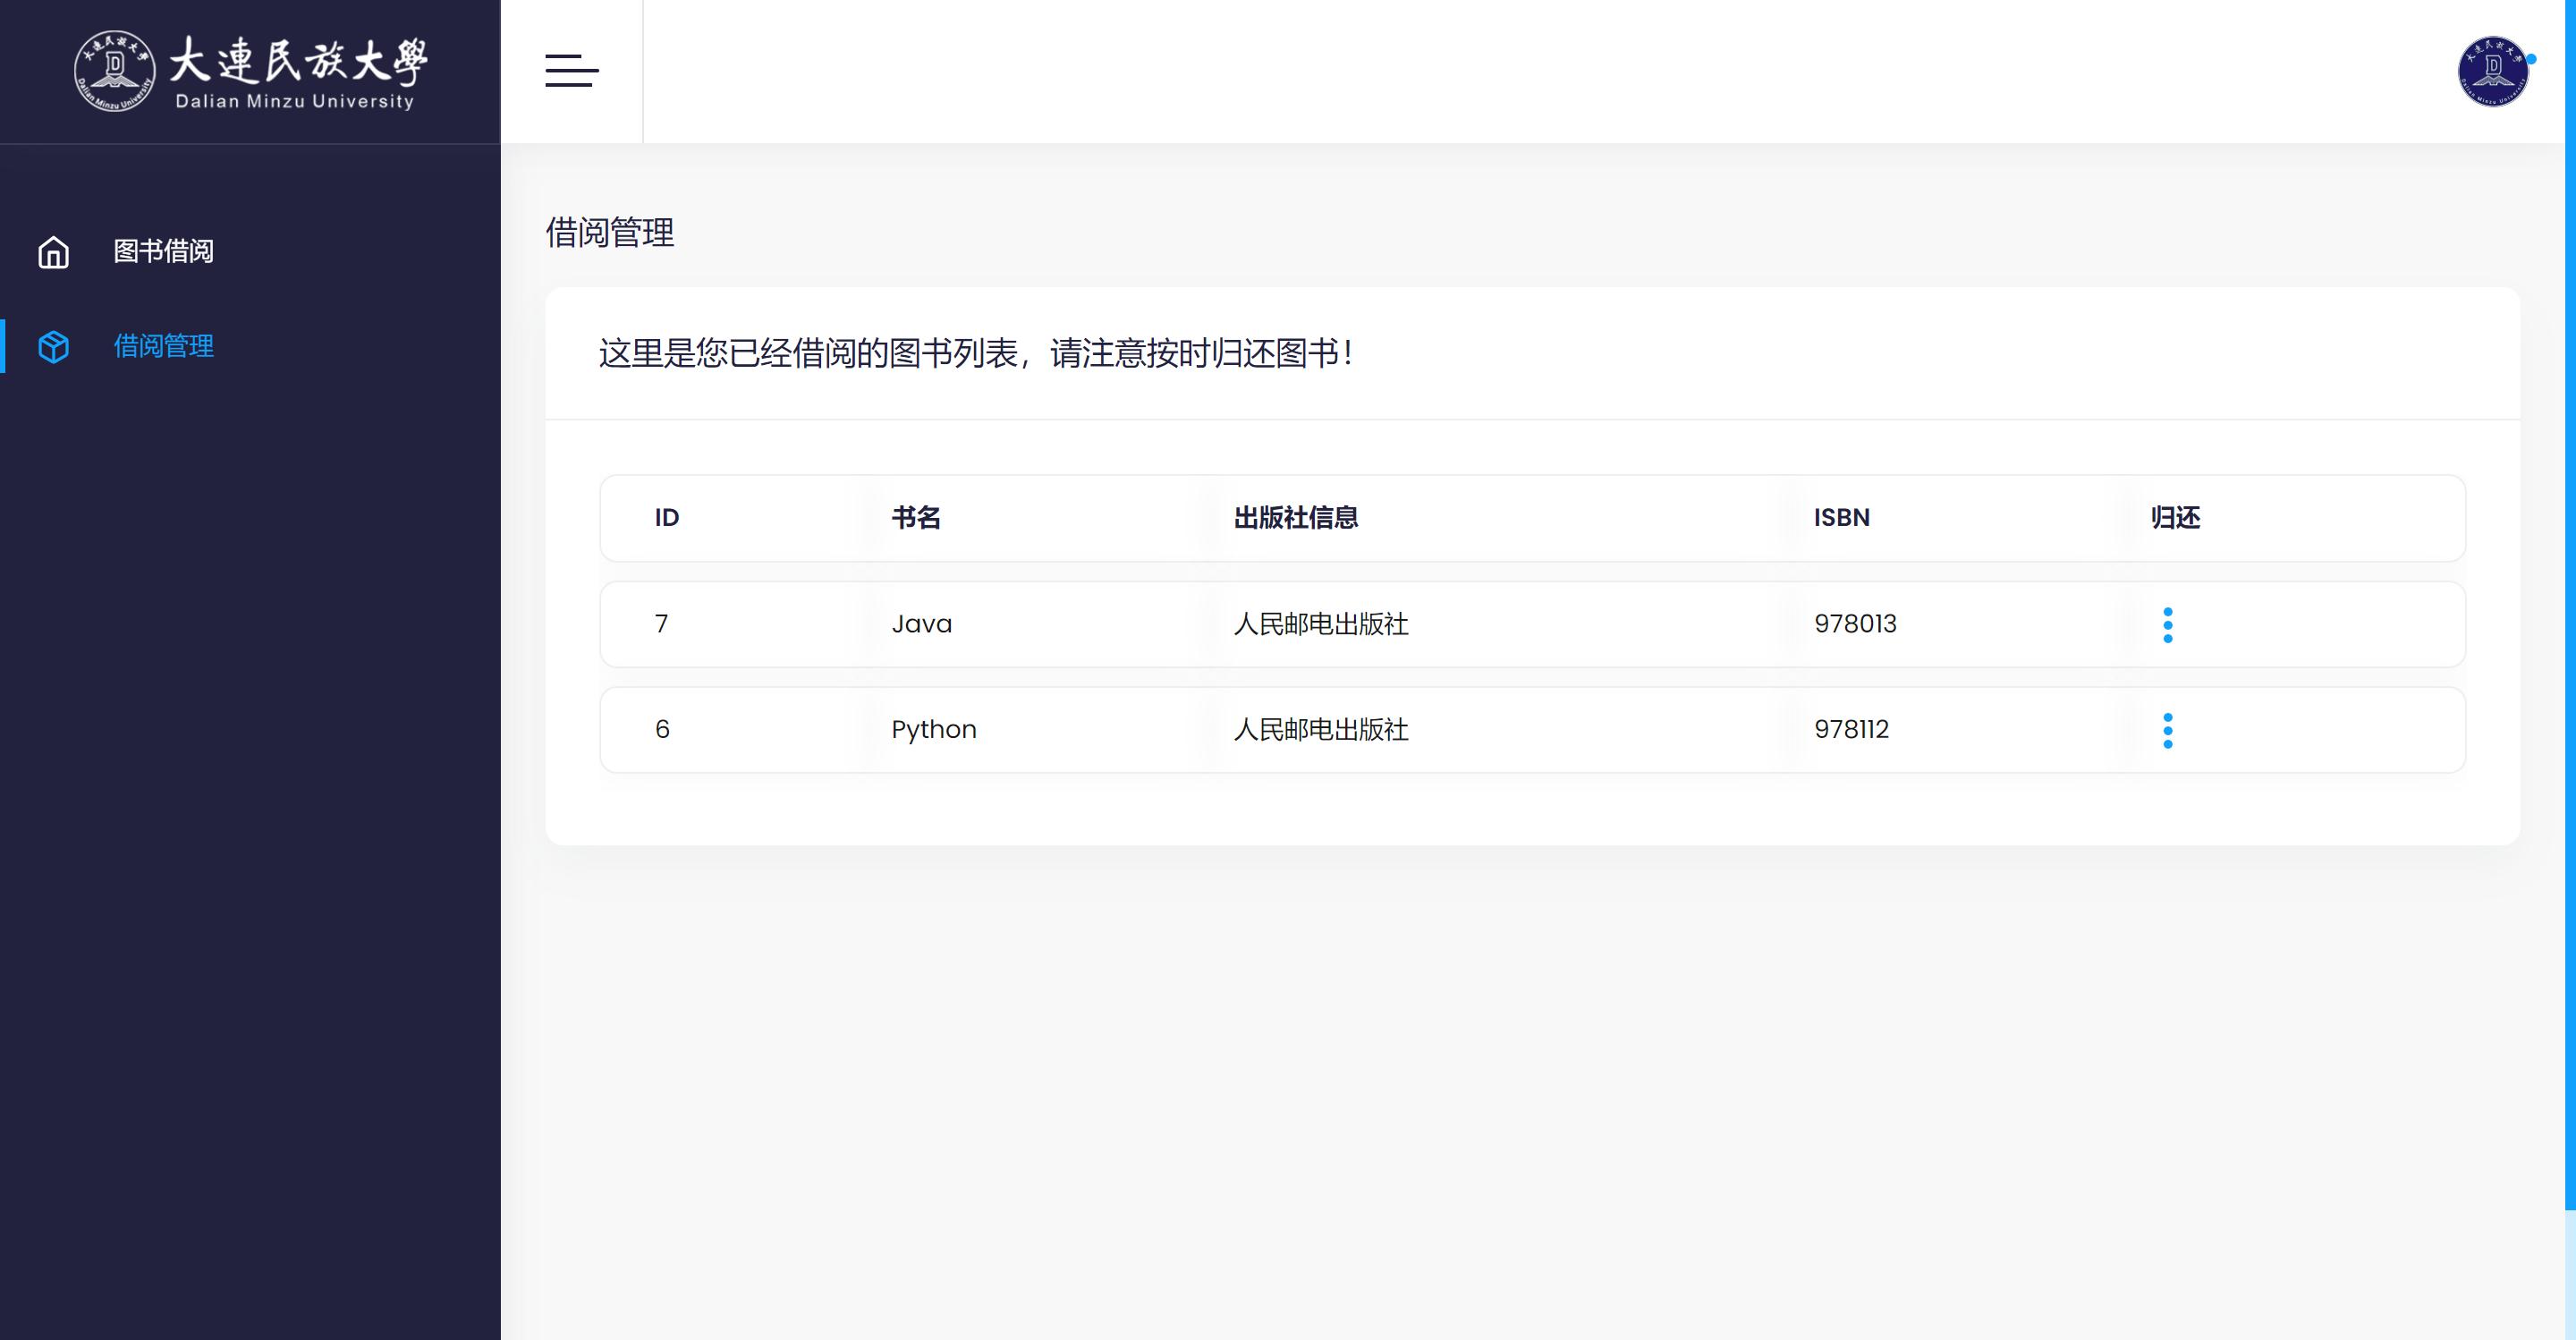 大連民族大學
Dalian Minzu University
图书借阅
借阅管理
借阅管理
这里是您已经借阅的图书列表，请注意按时归还图书！
ID 书名 出版社信息 ISBN 归还
7 Java 人民邮电出版社 978013
6 Python 人民邮电出版社 978112